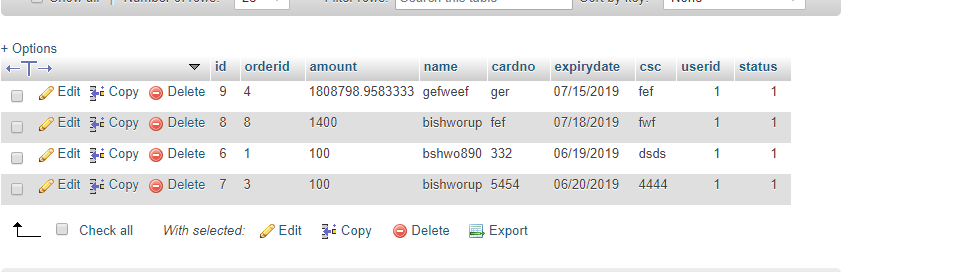 Show all | Number of rows: 25 Filter rows: Search this table Sort by key: None
+ Options
id orderid amount name cardno expirydate csc userid status
Edit Copy Delete 9 4 1808798.9583333 gefweef ger 07/15/2019 fef 1 1
Edit Copy Delete 8 8 1400 bishworup fef 07/18/2019 fwf 1 1
Edit Copy Delete 6 1 100 bshwo890 332 06/19/2019 dsds 1 1
Edit Copy Delete 7 3 100 bishworup 5454 06/20/2019 4444 1 1
Check all With selected: Edit Copy Delete Export